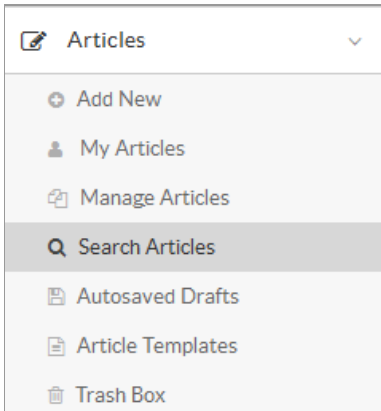 Articles
Add New
My Articles
Manage Articles
Search Articles
Autosaved Drafts
Article Templates
Trash Box